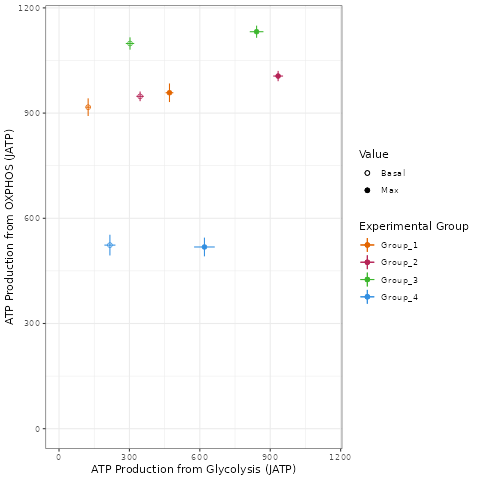 1200
900
600
300
0
0 300 600 900 1200
ATP Production from Glycolysis (JATP)
ATP Production from OXPHOS (JATP)
Value
Basal
Max
Experimental Group
Group_1
Group_2
Group_3
Group_4